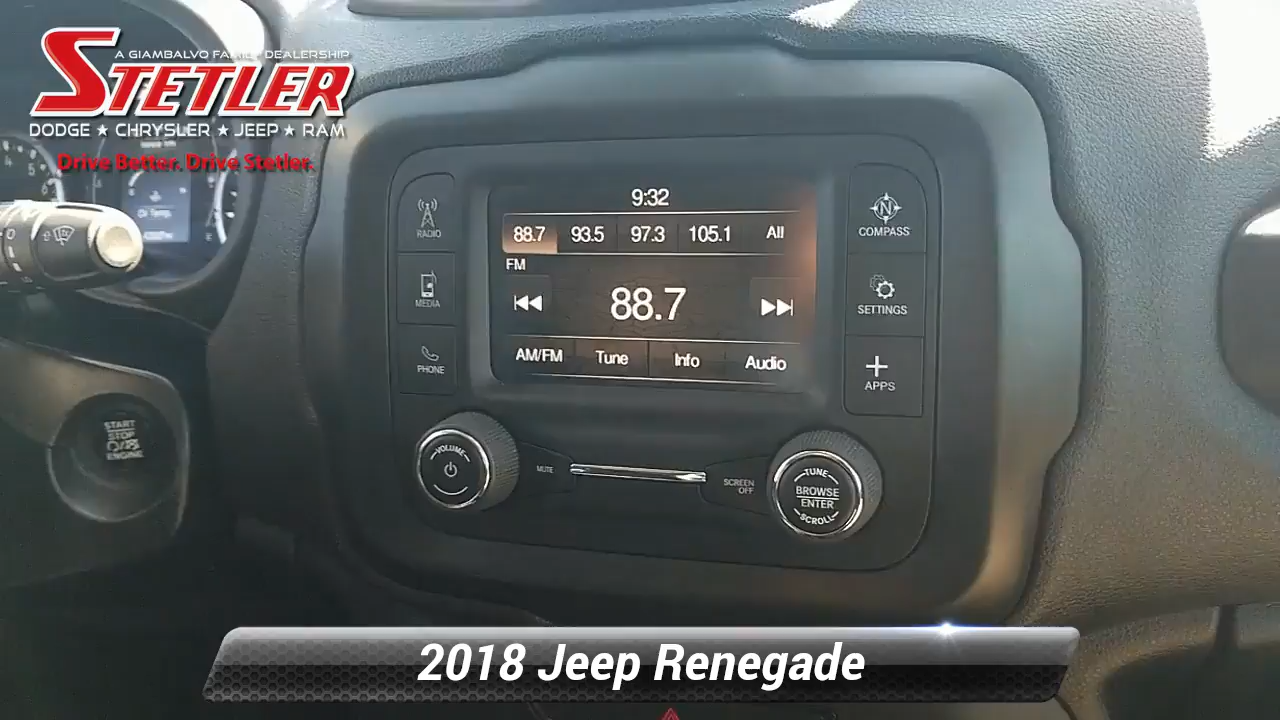 A GIAMBALVO FAMILY DEALERSHIP
STETLER
DODGE ★ CHRYSLER ★ JEEP ★ RAM
Drive Better. Drive Stetler.
Oil Temp.
START
STOP
ENGINE
RADIO
MEDIA
PHONE
9:32
88.7 93.5 97.3 105.1 All
FM
88.7
AM/FM Tune Info Audio
N
COMPASS
SETTINGS
APPS
VOLUME
MUTE
SCREEN
OFF
TUNE
BROWSE
ENTER
SCROLL
2018 Jeep Renegade